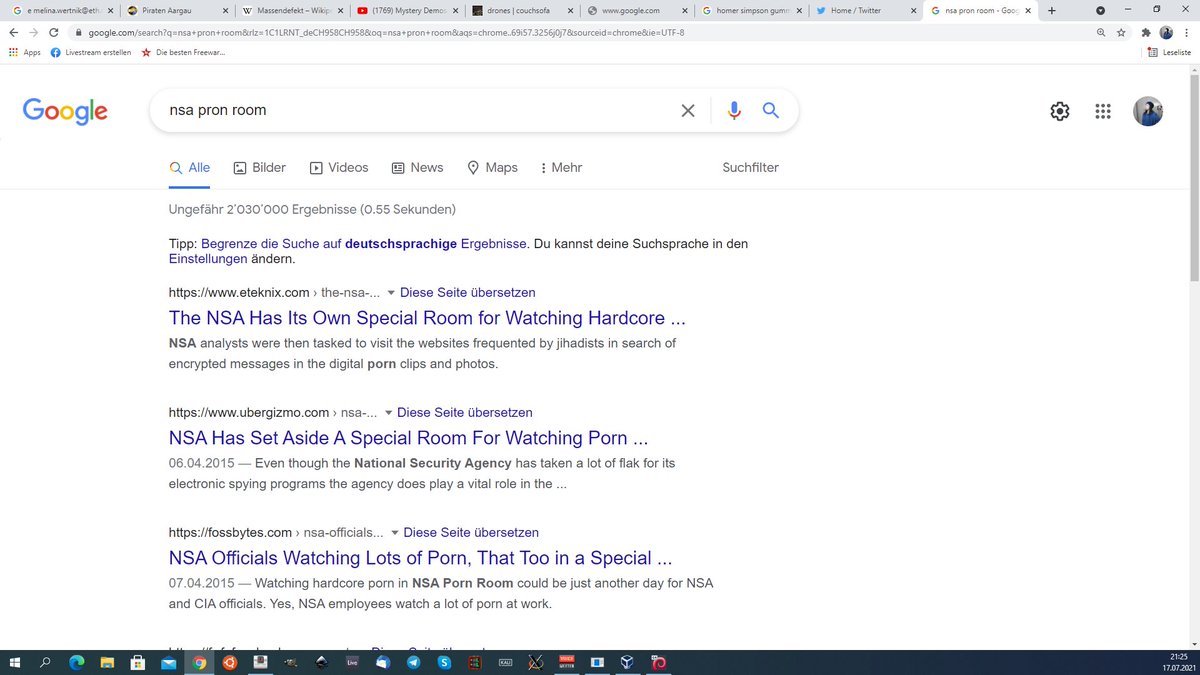 e melina.wertnik@eth
Piraten Aargau
Massendefekt – Wikip
(1769) Mystery Demos
drones | couchsofa
www.google.com
homer simpson gumm
Home / Twitter
nsa pron room - Goog
google.com/search?q=nsa+pron+room&rlz=1C1LRNT_deCH958CH958&oq=nsa+pron+room&aqs=chrome..69i57.3256j0j7&sourceid=chrome&ie=UTF-8
Apps
Livestream erstellen
Die besten Freewar...
Leseliste
Google
nsa pron room
Alle
Bilder
Videos
News
Maps
Mehr
Suchfilter
Ungefähr 2’030’000 Ergebnisse (0.55 Sekunden)
Tipp: Begrenze die Suche auf deutschsprachige Ergebnisse. Du kannst deine Suchsprache in den
Einstellungen ändern.
https://www.eteknix.com › the-nsa-... Diese Seite übersetzen
The NSA Has Its Own Special Room for Watching Hardcore ...
NSA analysts were then tasked to visit the websites frequented by jihadists in search of
encrypted messages in the digital porn clips and photos.
https://www.ubergizmo.com › nsa-... Diese Seite übersetzen
NSA Has Set Aside A Special Room For Watching Porn ...
06.04.2015 — Even though the National Security Agency has taken a lot of flak for its
electronic spying programs the agency does play a vital role in the ...
https://fossbytes.com › nsa-officials... Diese Seite übersetzen
NSA Officials Watching Lots of Porn, That Too in a Special ...
07.04.2015 — Watching hardcore porn in NSA Porn Room could be just another day for NSA
and CIA officials. Yes, NSA employees watch a lot of porn at work.
Live
KALI
21:25
17.07.2021